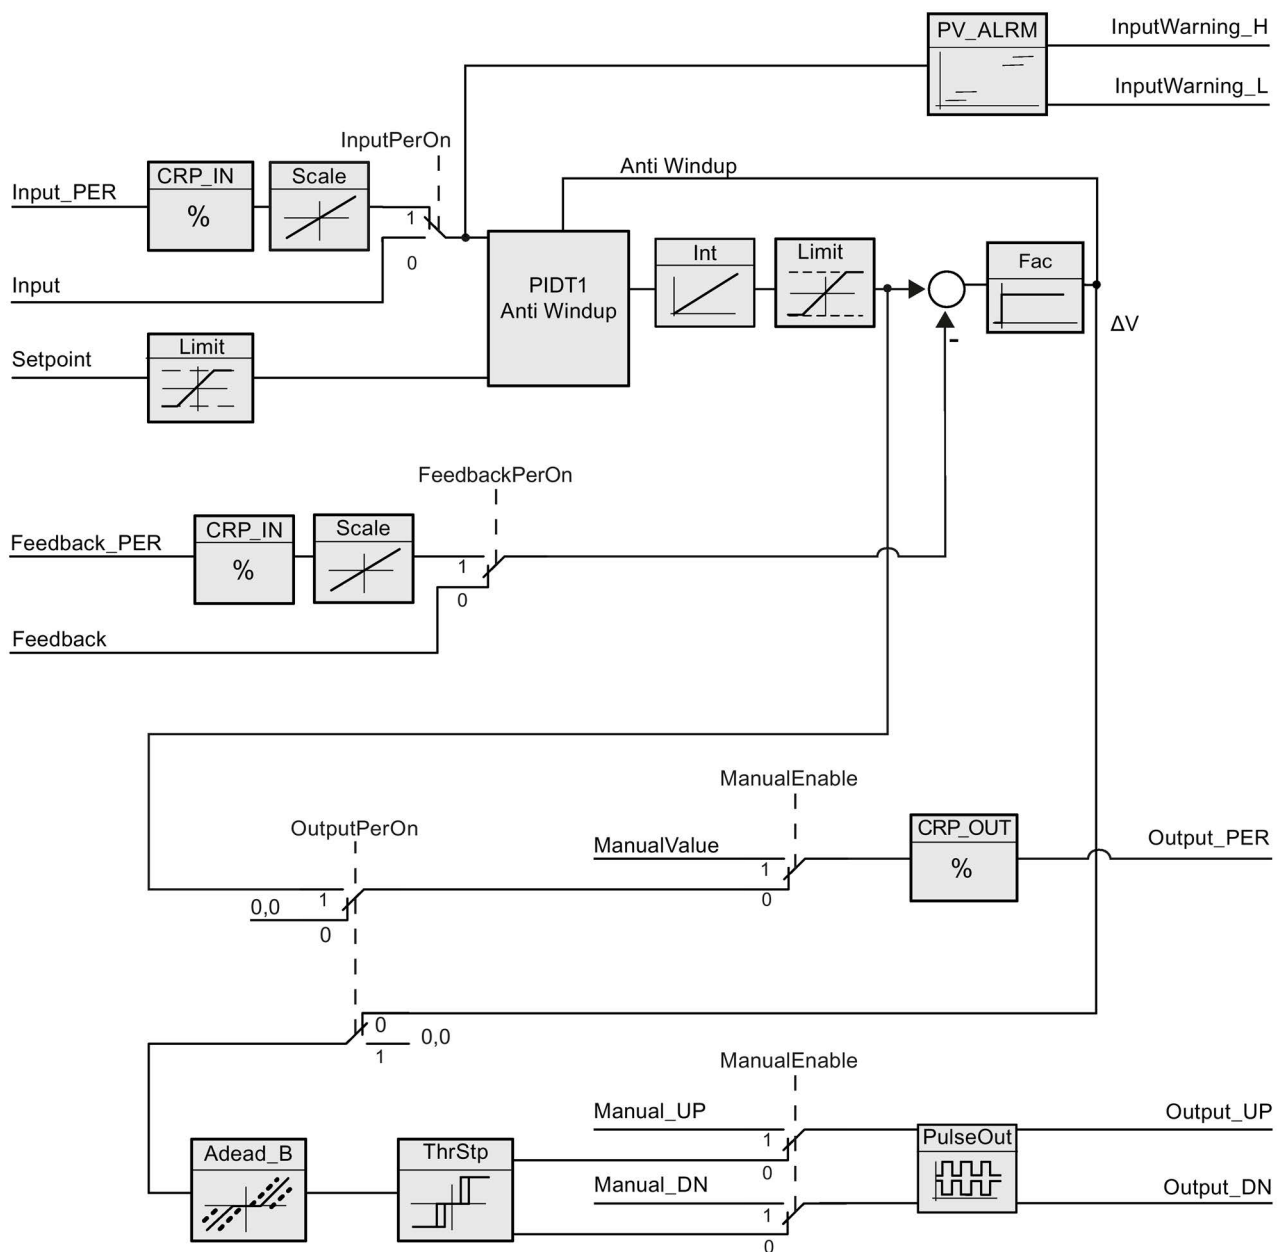 PV_ALRM
InputWarning_H
InputWarning_L
InputPerOn
Anti Windup
Input_PER
CRP_IN
%
Scale
1
0
Input
PIDT1
Anti Windup
Int
Limit
Fac
ΔV
-
Setpoint
Limit
FeedbackPerOn
Feedback_PER
CRP_IN
%
Scale
1
0
Feedback
ManualEnable
OutputPerOn
ManualValue
1
0
CRP_OUT
%
Output_PER
1
0,0
0
0
0,0
1
ManualEnable
Manual_UP
1
0
Output_UP
Adead_B
ThrStp
PulseOut
Manual_DN
1
0
Output_DN